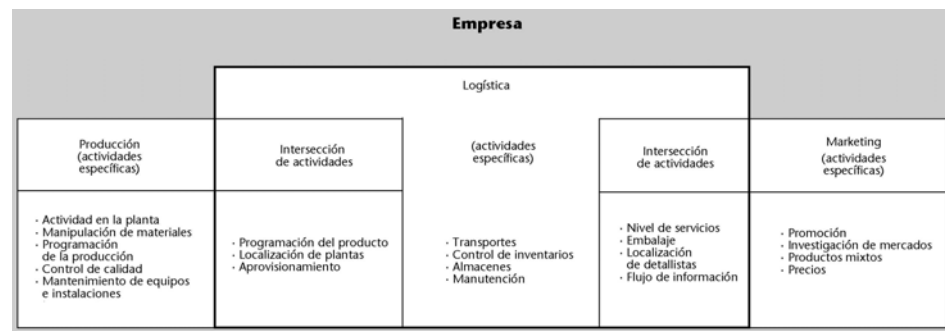 Empresa
Logística
Producción
(actividades
específicas)
Intersección
de actividades
(actividades
específicas)
Intersección
de actividades
Marketing
(actividades
específicas)
· Actividad en la planta
· Manipulación de materiales
· Programación
de la producción
· Control de calidad
· Mantenimiento de equipos
e instalaciones
· Programación del producto
· Localización de plantas
· Aprovisionamiento
· Transportes
· Control de inventarios
· Almacenes
· Manutención
· Nivel de servicios
· Embalaje
· Localización
de detallistas
· Flujo de información
· Promoción
· Investigación de mercados
· Productos mixtos
· Precios